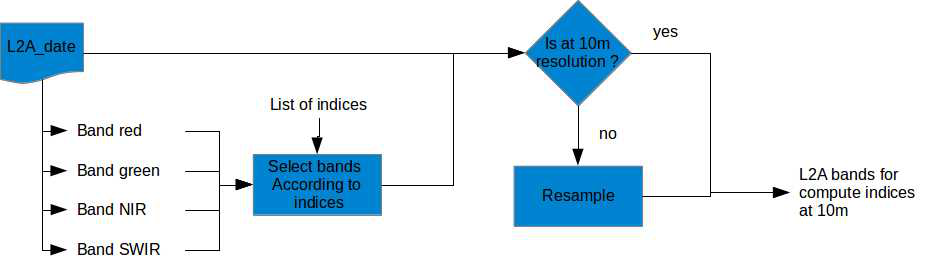 L2A_date
Band red
Band green
Band NIR
Band SWIR
List of indices
Select bands
According to
indices
Is at 10m
resolution ?
yes
no
Resample
L2A bands for
compute indices
at 10m